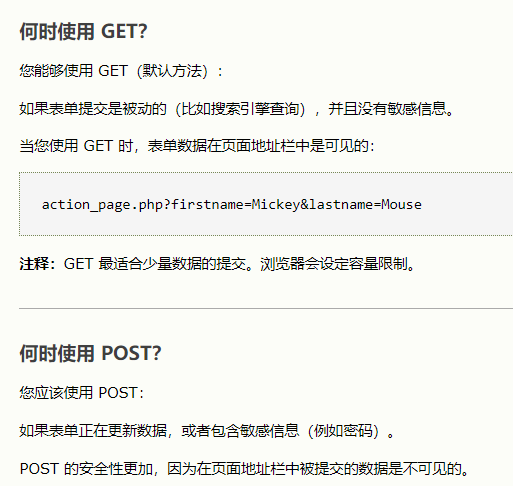 何时使用 GET？
您能够使用 GET（默认方法）：
如果表单提交是被动的（比如搜索引擎查询），并且没有敏感信息。
当您使用 GET 时，表单数据在页面地址栏中是可见的：
action_page.php?firstname=Mickey&lastname=Mouse
注释：GET 最适合少量数据的提交。浏览器会设定容量限制。
何时使用 POST？
您应该使用 POST：
如果表单正在更新数据，或者包含敏感信息（例如密码）。
POST 的安全性更加，因为在页面地址栏中被提交的数据是不可见的。